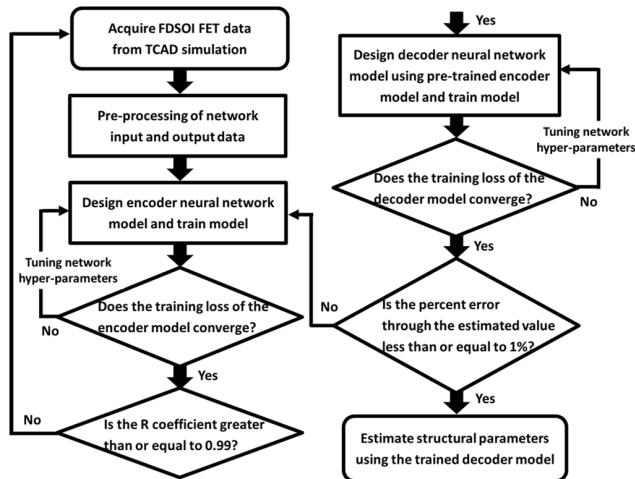 Acquire FDSOI FET data
from TCAD simulation
Pre-processing of network
input and output data
Design encoder neural network
model and train model
Tuning network
hyper-parameters
Does the training loss of the
encoder model converge?
No
Yes
Is the R coefficient greater
than or equal to 0.99?
No
Yes
Design decoder neural network
model using pre-trained encoder
model and train model
Tuning network
hyper-parameters
Does the training loss of the
decoder model converge?
No
Yes
Is the percent error
through the estimated value
less than or equal to 1%?
No
Yes
Estimate structural parameters
using the trained decoder model